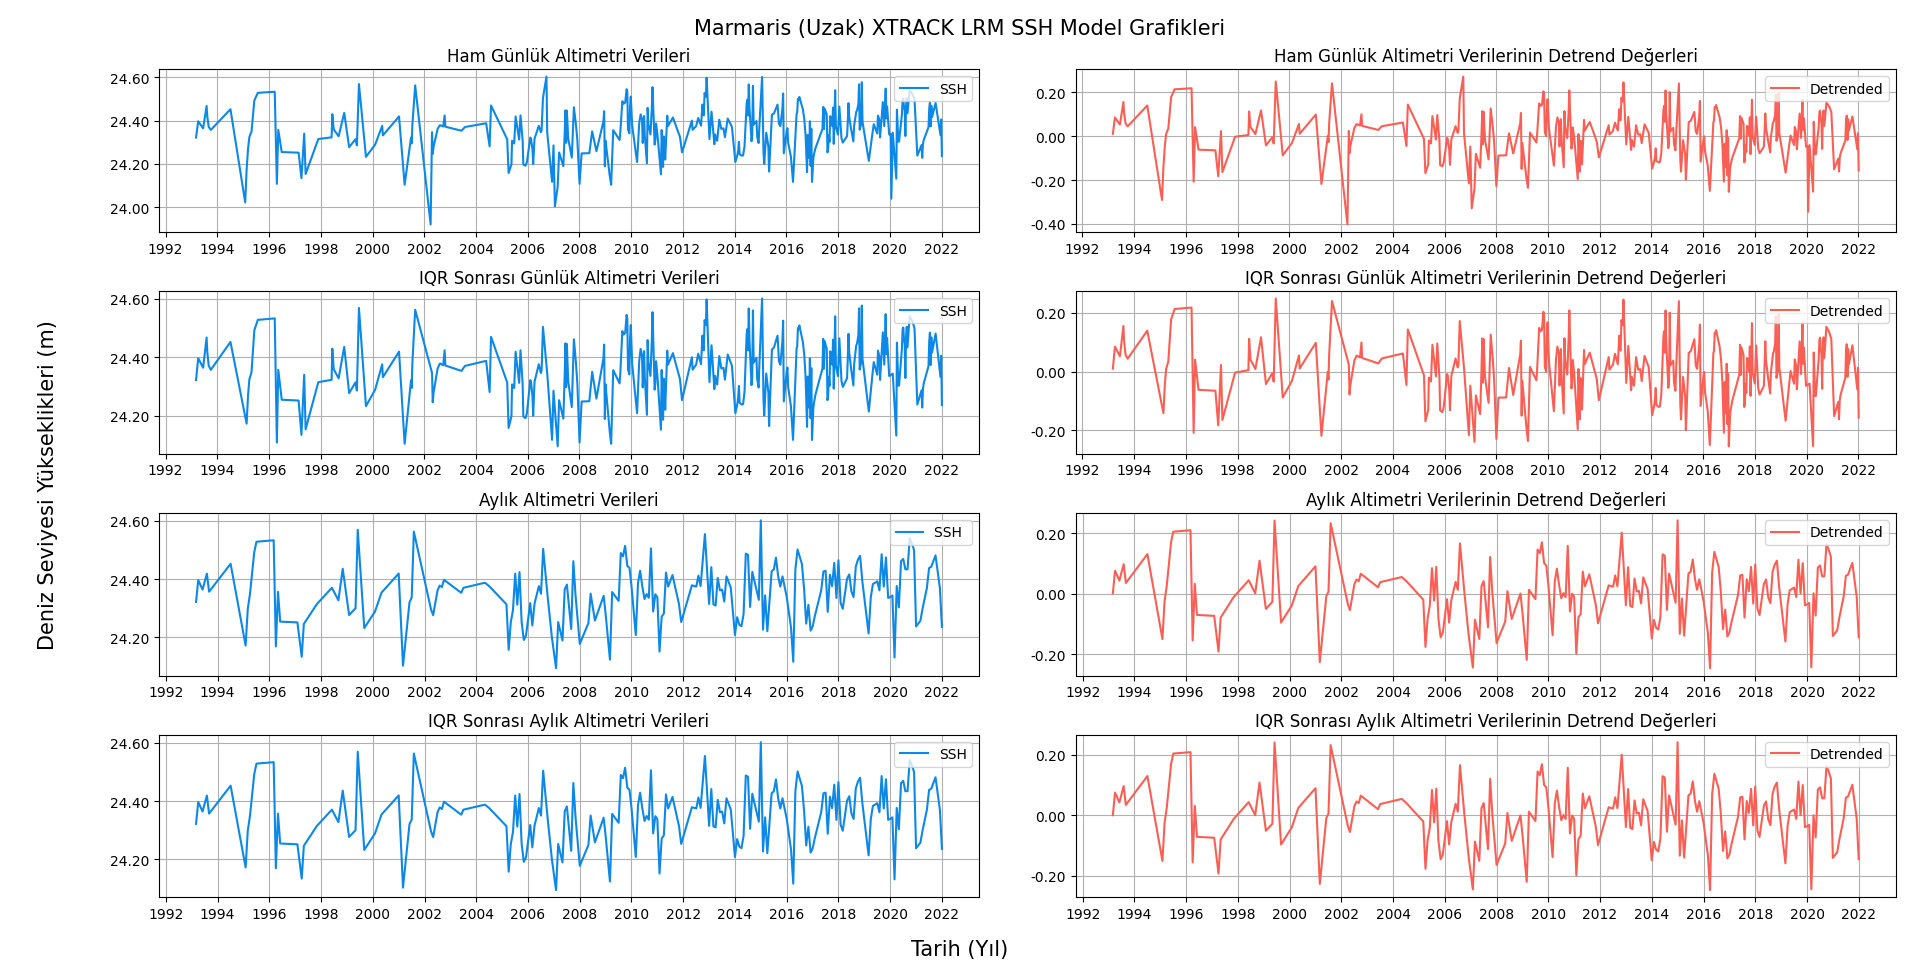 Marmaris (Uzak) XTRACK LRM SSH Model Grafikleri
Ham Günlük Altimetri Verileri
24.60
24.40
24.20
24.00
SSH
1992 1994 1996 1998 2000 2002 2004 2006 2008 2010 2012 2014 2016 2018 2020 2022
Ham Günlük Altimetri Verilerinin Detrend Değerleri
0.20
0.00
-0.20
-0.40
Detrended
1992 1994 1996 1998 2000 2002 2004 2006 2008 2010 2012 2014 2016 2018 2020 2022
IQR Sonrası Günlük Altimetri Verileri
24.60
24.40
24.20
SSH
1992 1994 1996 1998 2000 2002 2004 2006 2008 2010 2012 2014 2016 2018 2020 2022
IQR Sonrası Günlük Altimetri Verilerinin Detrend Değerleri
0.20
0.00
-0.20
Detrended
1992 1994 1996 1998 2000 2002 2004 2006 2008 2010 2012 2014 2016 2018 2020 2022
Aylık Altimetri Verileri
24.60
24.40
24.20
SSH
1992 1994 1996 1998 2000 2002 2004 2006 2008 2010 2012 2014 2016 2018 2020 2022
Aylık Altimetri Verilerinin Detrend Değerleri
0.20
0.00
-0.20
Detrended
1992 1994 1996 1998 2000 2002 2004 2006 2008 2010 2012 2014 2016 2018 2020 2022
IQR Sonrası Aylık Altimetri Verileri
24.60
24.40
24.20
SSH
1992 1994 1996 1998 2000 2002 2004 2006 2008 2010 2012 2014 2016 2018 2020 2022
IQR Sonrası Aylık Altimetri Verilerinin Detrend Değerleri
0.20
0.00
-0.20
Detrended
1992 1994 1996 1998 2000 2002 2004 2006 2008 2010 2012 2014 2016 2018 2020 2022
Deniz Seviyesi Yükseklikleri (m)
Tarih (Yıl)